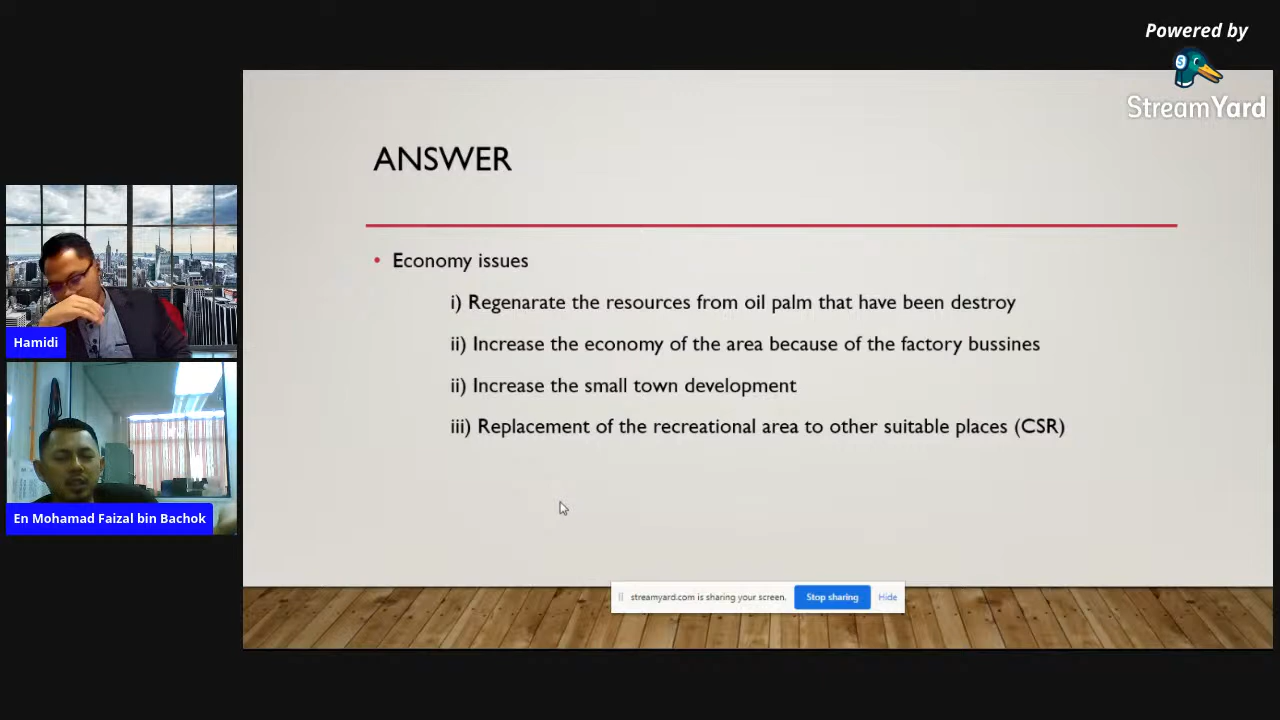 Powered by
StreamYard
ANSWER
• Economy issues
i) Regenarate the resources from oil palm that have been destroy
ii) Increase the economy of the area because of the factory bussines
ii) Increase the small town development
iii) Replacement of the recreational area to other suitable places (CSR)
Hamidi
En Mohamad Faizal bin Bachok
streamyard.com is sharing your screen.
Stop sharing
Hide